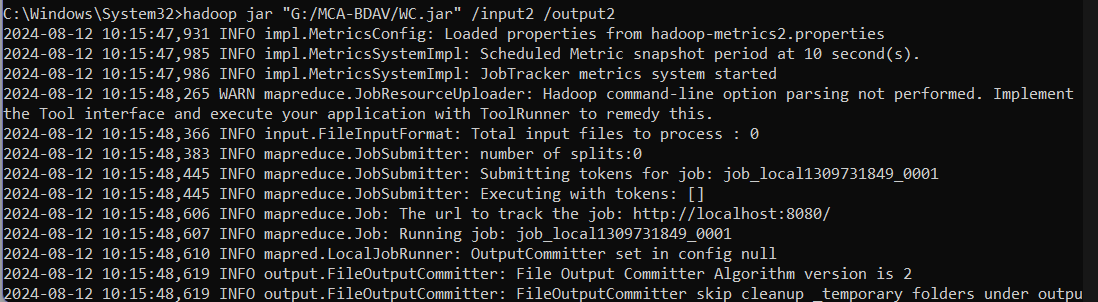 C:\Windows\System32>hadoop jar "G:/MCA-BDAV/WC.jar" /input2 /output2
2024-08-12 10:15:47,931 INFO impl.MetricsConfig: Loaded properties from hadoop-metrics2.properties
2024-08-12 10:15:47,985 INFO impl.MetricsSystemImpl: Scheduled Metric snapshot period at 10 second(s).
2024-08-12 10:15:47,986 INFO impl.MetricsSystemImpl: JobTracker metrics system started
2024-08-12 10:15:48,265 WARN mapreduce.JobResourceUploader: Hadoop command-line option parsing not performed. Implement
the Tool interface and execute your application with ToolRunner to remedy this.
2024-08-12 10:15:48,366 INFO input.FileInputFormat: Total input files to process : 0
2024-08-12 10:15:48,383 INFO mapreduce.JobSubmitter: number of splits:0
2024-08-12 10:15:48,445 INFO mapreduce.JobSubmitter: Submitting tokens for job: job_local1309731849_0001
2024-08-12 10:15:48,445 INFO mapreduce.JobSubmitter: Executing with tokens: []
2024-08-12 10:15:48,606 INFO mapreduce.Job: The url to track the job: http://localhost:8080/
2024-08-12 10:15:48,607 INFO mapreduce.Job: Running job: job_local1309731849_0001
2024-08-12 10:15:48,610 INFO mapred.LocalJobRunner: OutputCommitter set in config null
2024-08-12 10:15:48,619 INFO output.FileOutputCommitter: File Output Committer Algorithm version is 2
2024-08-12 10:15:48,619 INFO output.FileOutputCommitter: FileOutputCommitter skip cleanup _temporary folders under outpu